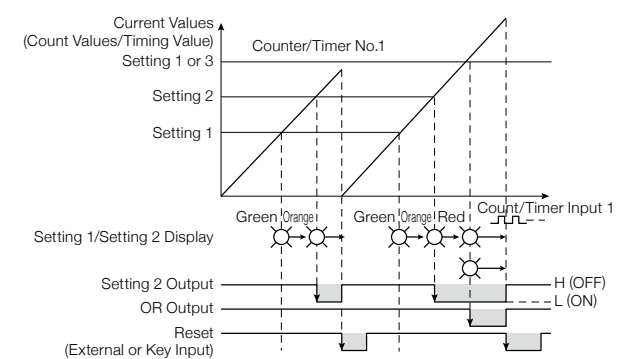 Current Values
(Count Values/Timing Value)
Counter/Timer No.1
Setting 1 or 3
Setting 2
Setting 1
Count/Timer Input 1
Green Orange Green Orange Red
Setting 1/Setting 2 Display
Setting 2 Output
H (OFF)
L (ON)
OR Output
Reset
(External or Key Input)